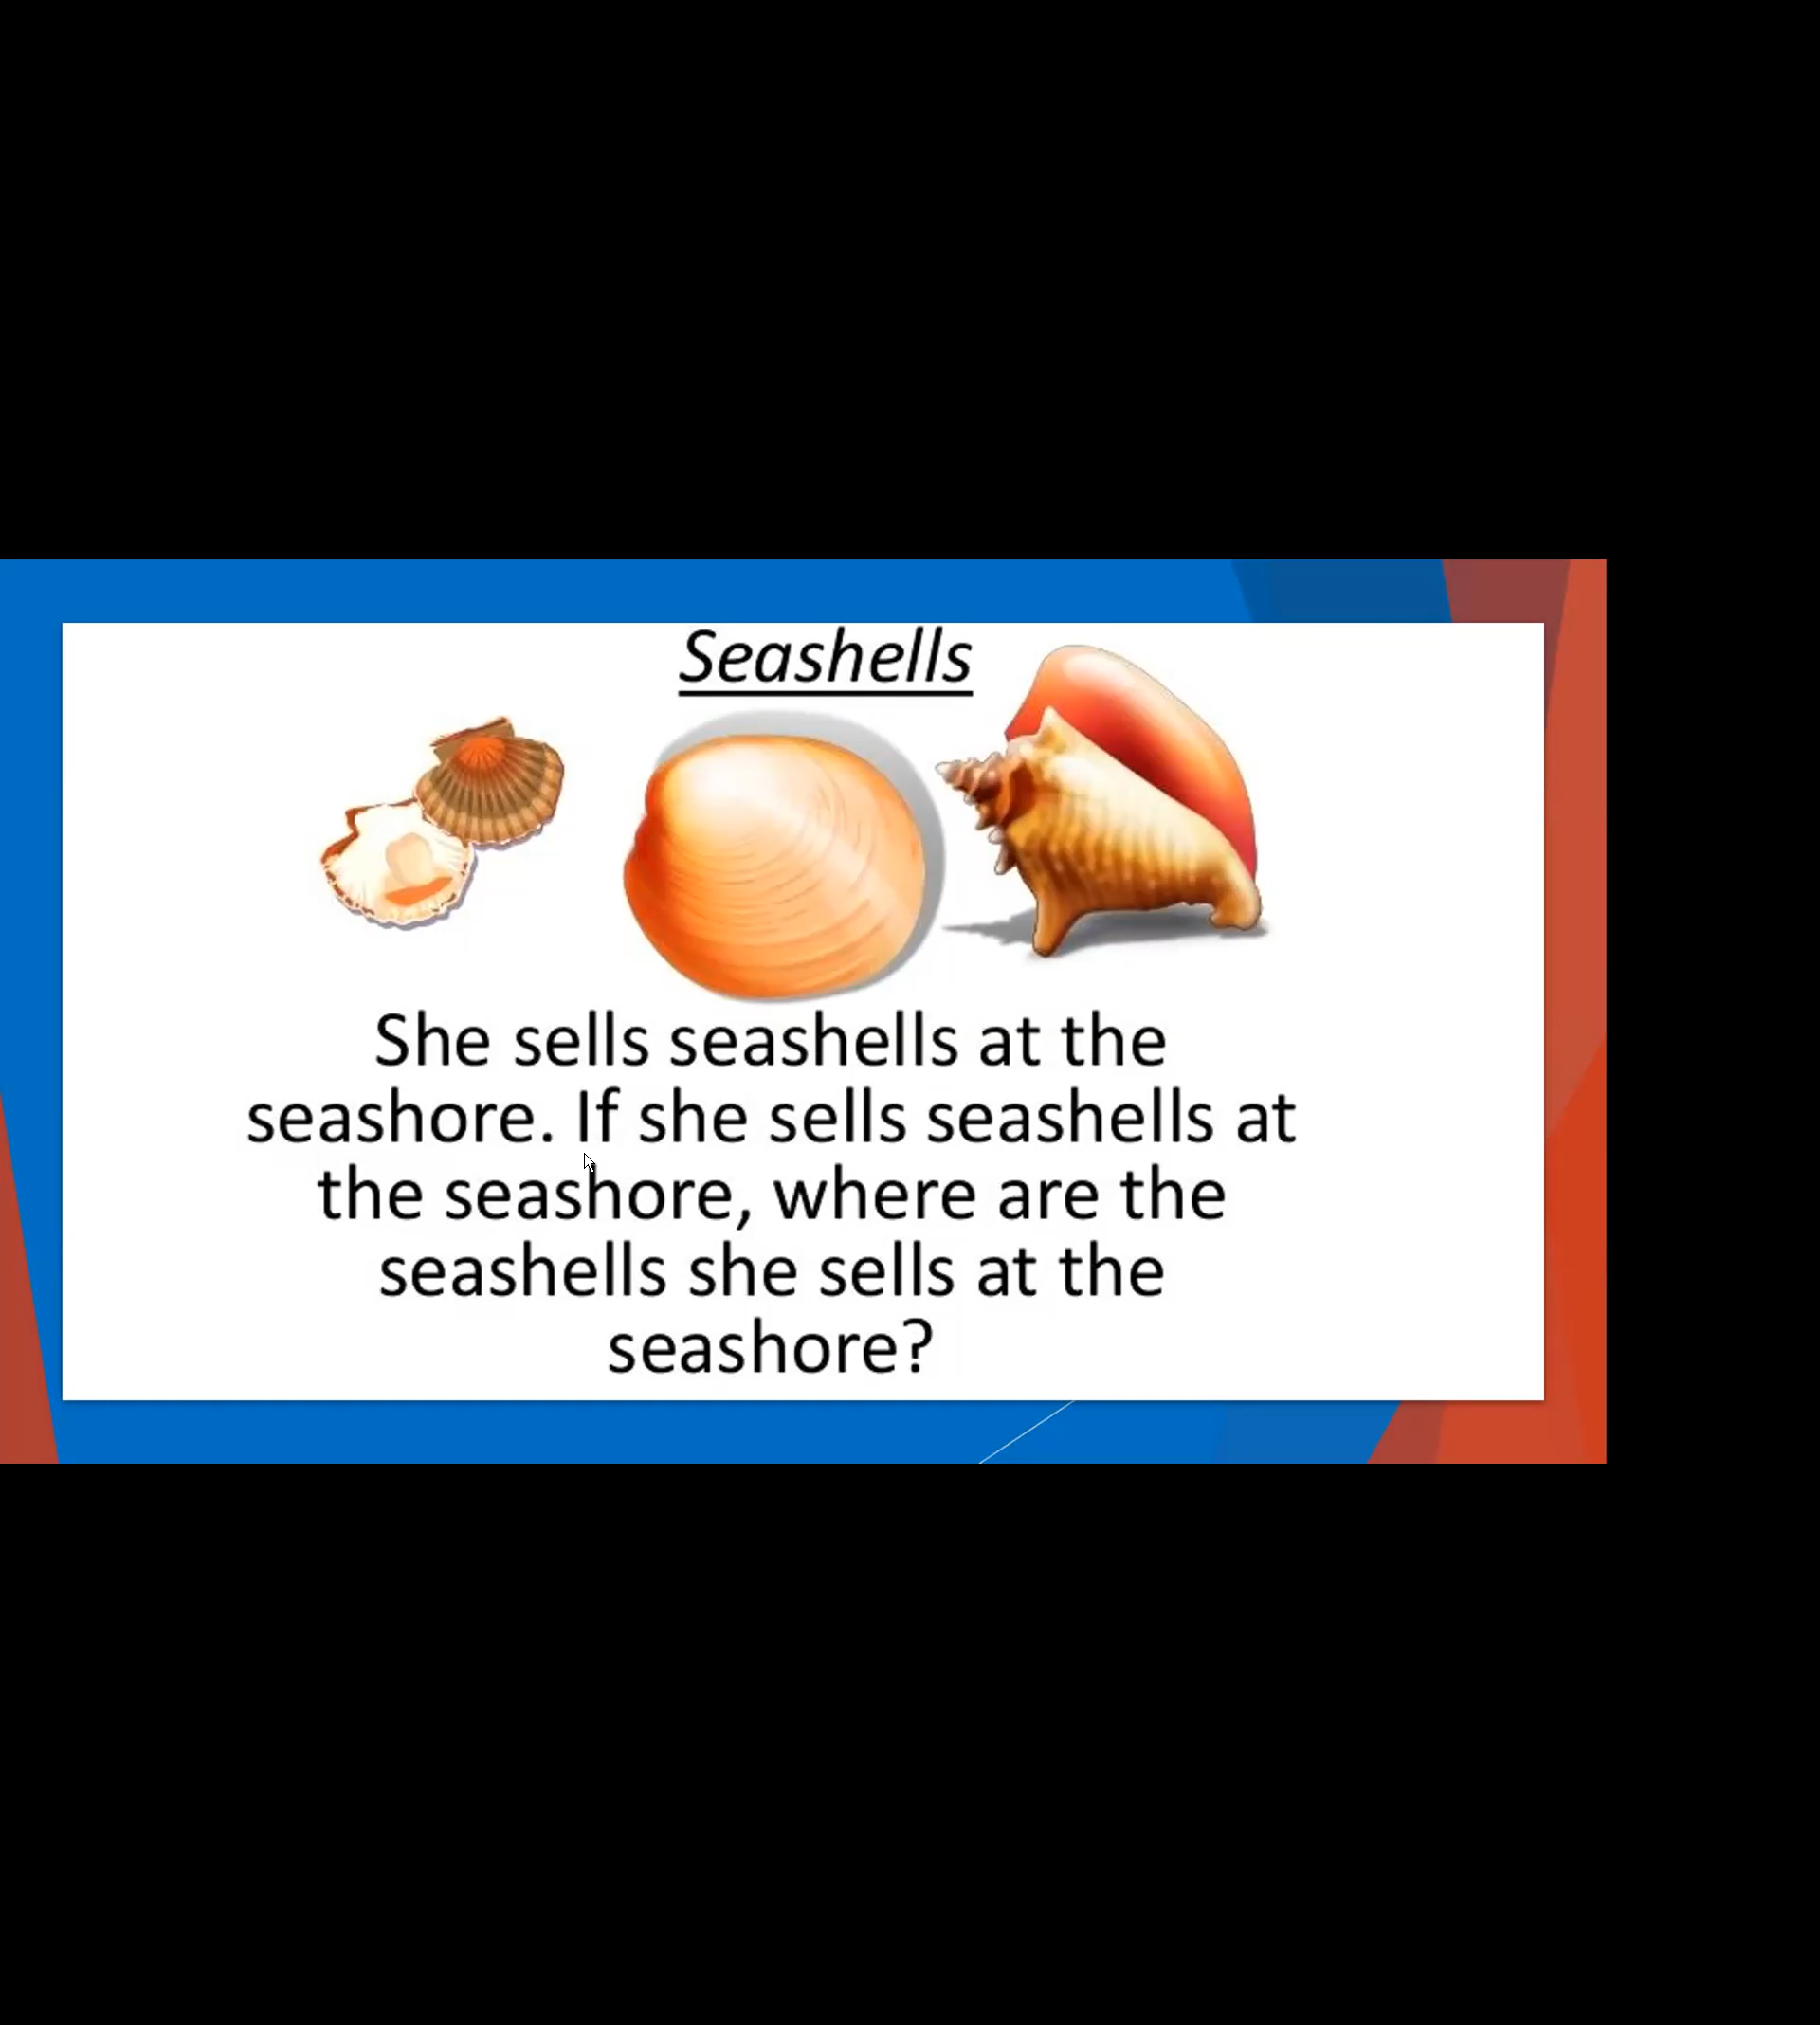 Seashells
She sells seashells at the
seashore. If she sells seashells at
the seashore, where are the
seashells she sells at the
seashore?